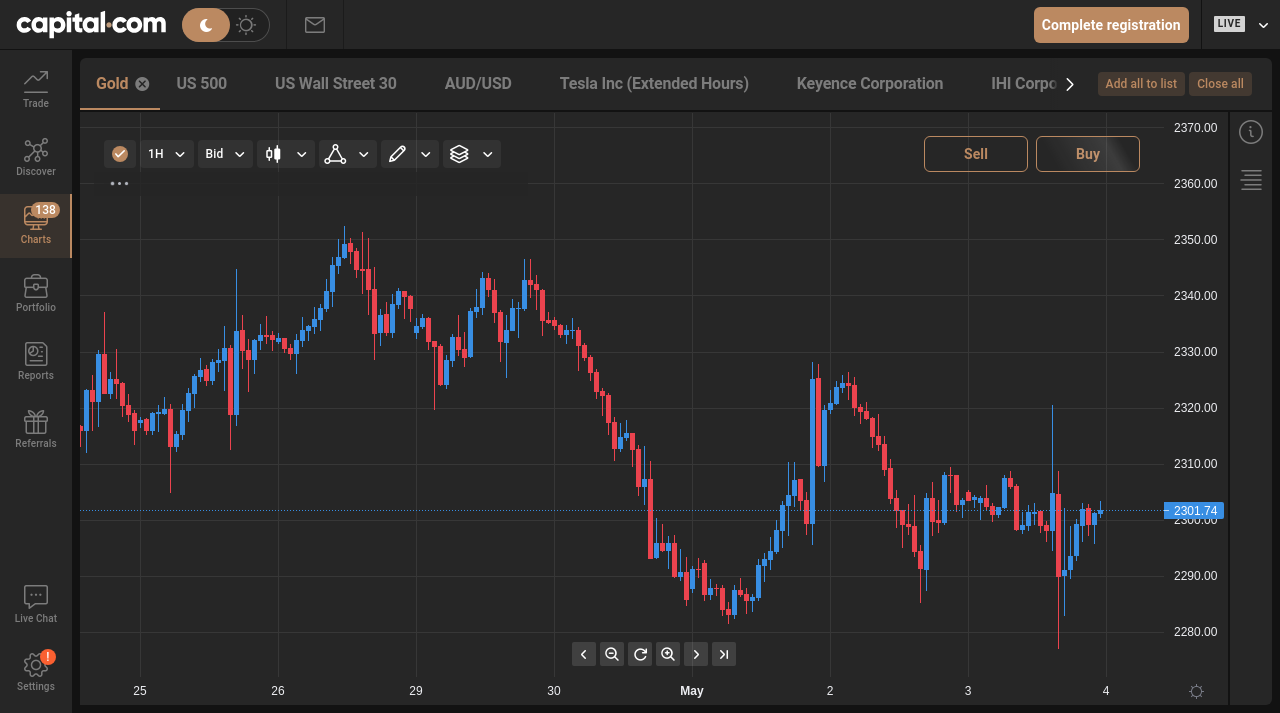 capital.com
Complete registration
LIVE
Trade
Discover
138
Charts
Portfolio
Reports
Referrals
Live Chat
!
Settings
Gold
US 500
US Wall Street 30
AUD/USD
Tesla Inc (Extended Hours)
Keyence Corporation
IHI Corpo
Add all to list
Close all
1H
Bid
Sell
Buy
2370.00
2360.00
2350.00
2340.00
2330.00
2320.00
2310.00
2301.74
2300.00
2290.00
2280.00
25
26
29
30
May
2
3
4